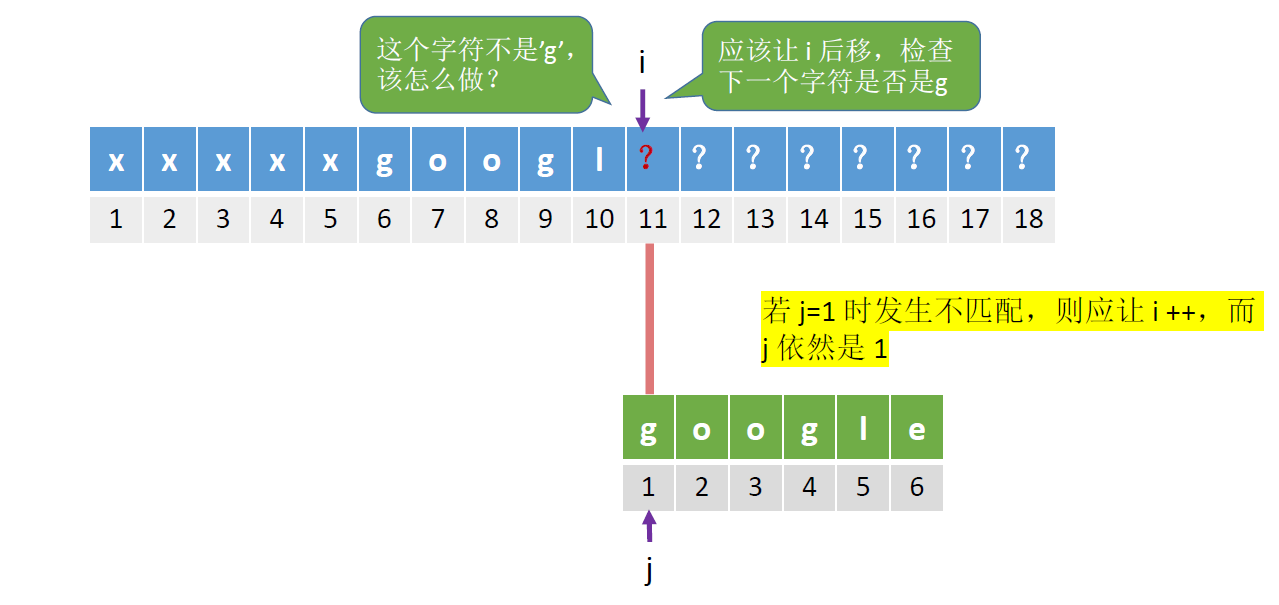 这个字符不是’g’，
该怎么做？
i
应该让 i 后移，检查
下一个字符是否是g
x x x x x g o o g l ? ? ? ? ? ? ? ?
1 2 3 4 5 6 7 8 9 10 11 12 13 14 15 16 17 18
若 j=1 时发生不匹配，则应让 i ++，而
j 依然是 1
g o o g l e
1 2 3 4 5 6
j